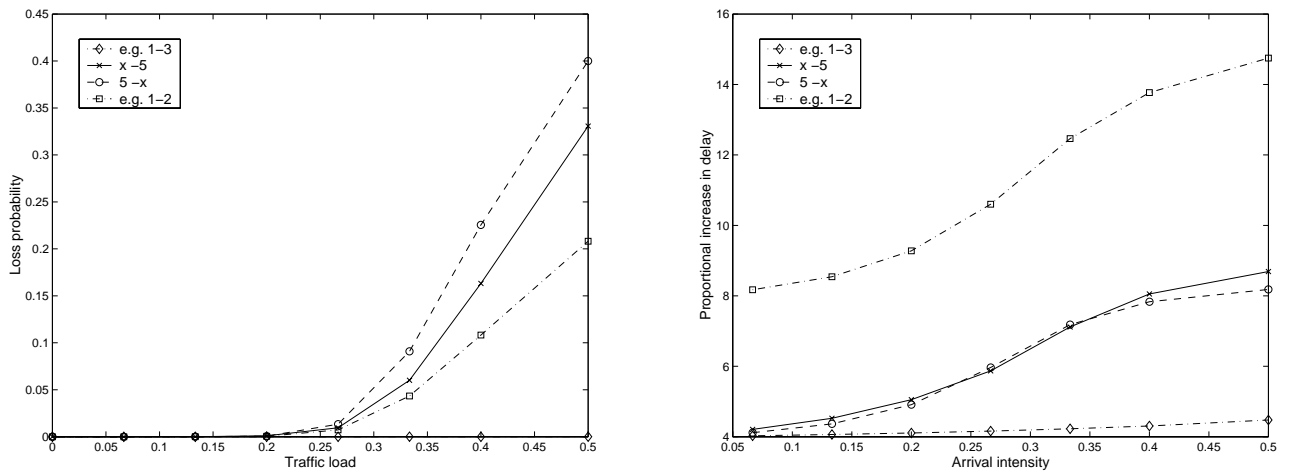 0.45
0.4
0.35
0.3
0.25
0.2
0.15
0.1
0.05
0
Loss probability
e.g. 1–3
x –5
5 –x
e.g. 1–2
0 0.05 0.1 0.15 0.2 0.25 0.3 0.35 0.4 0.45 0.5
Traffic load
16
14
12
10
8
6
4
Proportional increase in delay
e.g. 1–3
x –5
5 –x
e.g. 1–2
0.05 0.1 0.15 0.2 0.25 0.3 0.35 0.4 0.45 0.5
Arrival intensity